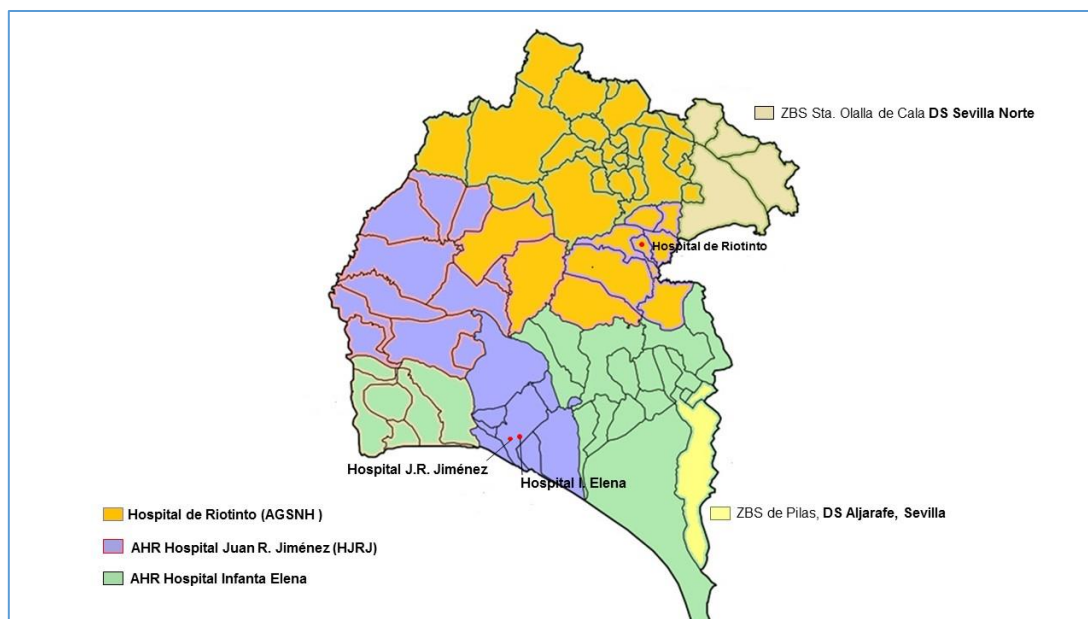 ZBS Sta. Olalla de Cala DS Sevilla Norte
Hospital de Riotinto
Hospital J.R. Jiménez
Hospital I. Elena
Hospital de Riotinto (AGSNH )
AHR Hospital Juan R. Jiménez (HJRJ)
AHR Hospital Infanta Elena
ZBS de Pilas, DS Aljarafe, Sevilla